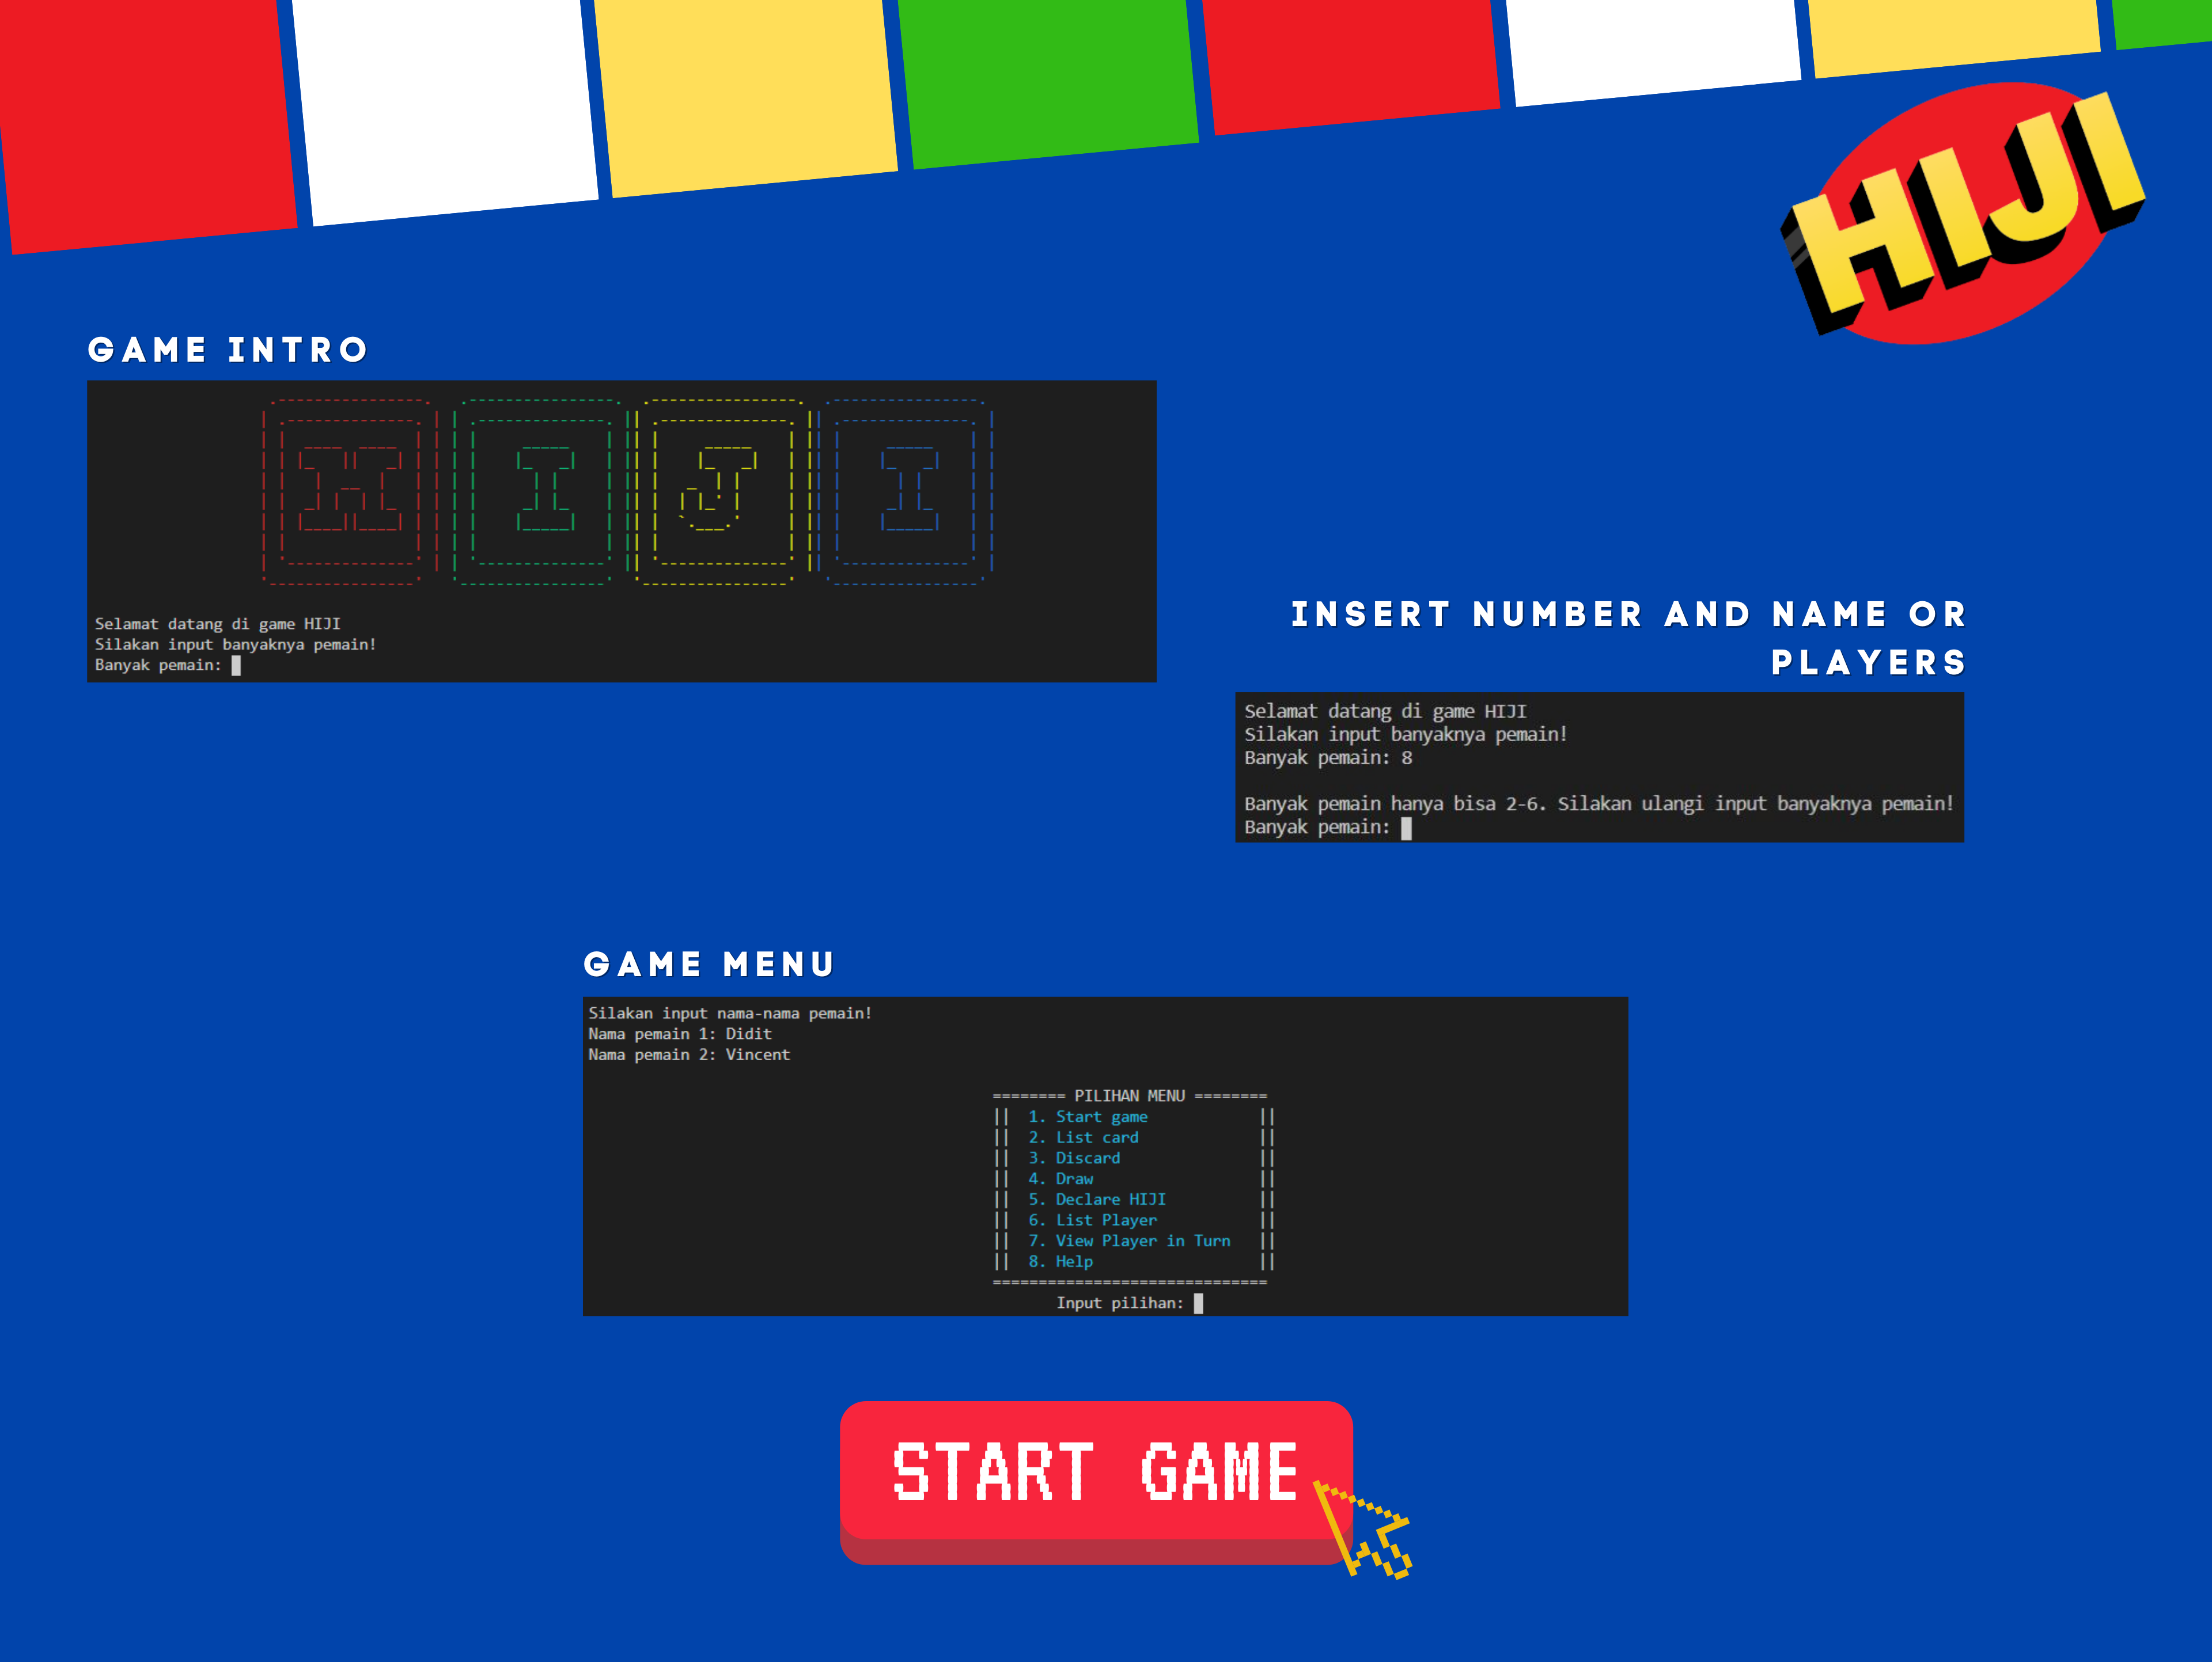 HIJI
GAME INTRO
HIJI
Selamat datang di game HIJI
Silakan input banyaknya pemain!
Banyak pemain:
INSERT NUMBER AND NAME OR
PLAYERS
Selamat datang di game HIJI
Silakan input banyaknya pemain!
Banyak pemain: 8
Banyak pemain hanya bisa 2-6. Silakan ulangi input banyaknya pemain!
Banyak pemain:
GAME MENU
Silakan input nama-nama pemain!
Nama pemain 1: Didit
Nama pemain 2: Vincent
======== PILIHAN MENU ========
|| 1. Start game ||
|| 2. List card ||
|| 3. Discard ||
|| 4. Draw ||
|| 5. Declare HIJI ||
|| 6. List Player ||
|| 7. View Player in Turn ||
|| 8. Help ||
==============================
Input pilihan:
START GAME